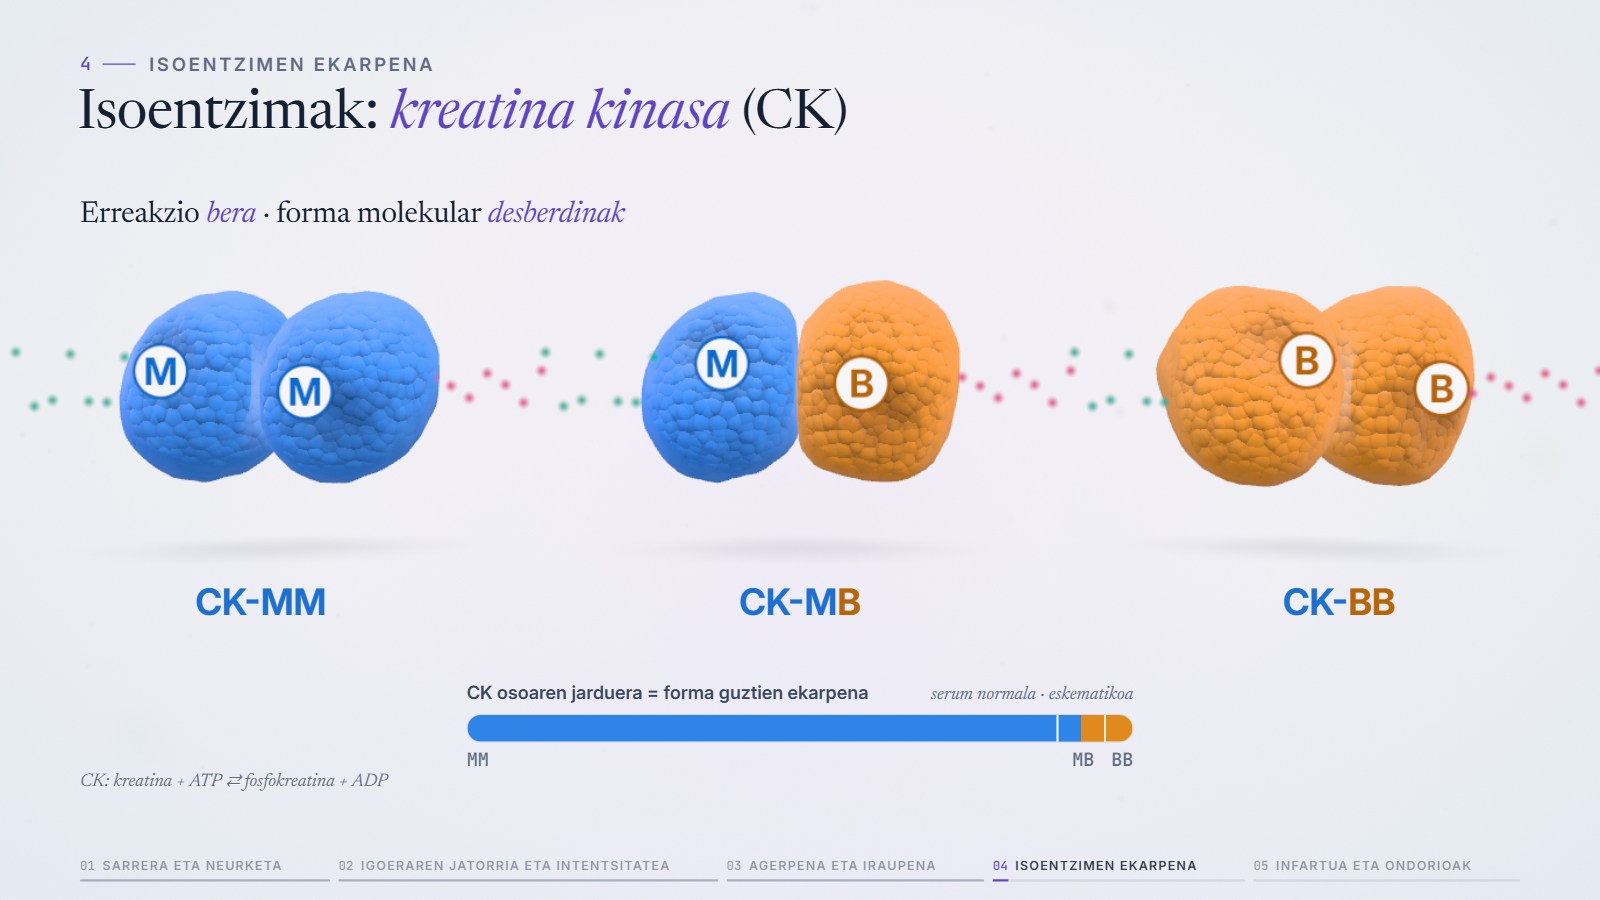 4 — ISOENTZIMEN EKARPENA
Isoentzimak: kreatina kinasa (CK)
Erreakzio bera · forma molekular desberdinak
M M M B B B
CK-MM CK-MB CK-BB
CK osoaren jarduera = forma guztien ekarpena serum normala · eskematikoa
MM MB BB
CK: kreatina + ATP ⇄ fosfokreatina + ADP
01 SARRERA ETA NEURKETA 02 IGOERAREN JATORRIA ETA INTENTSITATEA 03 AGERPENA ETA IRAUPENA 04 ISOENTZIMEN EKARPENA 05 INFARTUA ETA ONDORIOAK